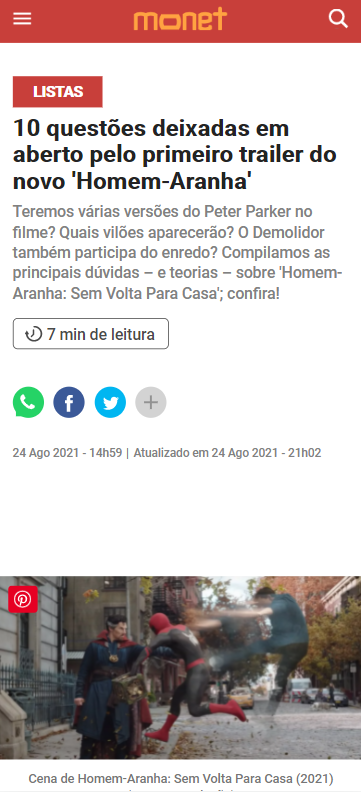 monet
LISTAS
10 questões deixadas em
aberto pelo primeiro trailer do
novo 'Homem-Aranha'
Teremos várias versões do Peter Parker no
filme? Quais vilões aparecerão? O Demolidor
também participa do enredo? Compilamos as
principais dúvidas – e teorias – sobre 'Homem-
Aranha: Sem Volta Para Casa'; confira!
7 min de leitura
24 Ago 2021 - 14h59 | Atualizado em 24 Ago 2021 - 21h02
Cena de Homem-Aranha: Sem Volta Para Casa (2021)